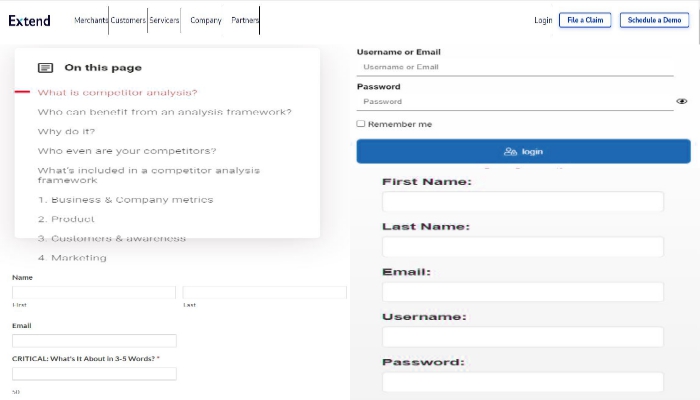 Extend
Merchants Customers Servicers Company Partners
Login File a Claim Schedule a Demo
On this page
What is competitor analysis?
Who can benefit from an analysis framework?
Why do it?
Who even are your competitors?
What's included in a competitor analysis
framework
1. Business & Company metrics
2. Product
3. Customers & awareness
4. Marketing
Name
First Last
Email
CRITICAL: What's It About in 3-5 Words? *
50
Username or Email
Username or Email
Password
Password
Remember me
login
First Name:
Last Name:
Email:
Username:
Password: